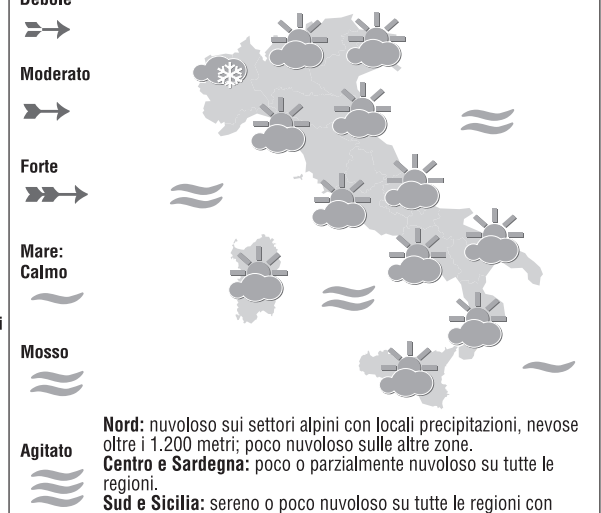 Debole
Moderato
Forte
Mare:
Calmo
Mosso
Agitato
Nord: nuvoloso sui settori alpini con locali precipitazioni, nevose
oltre i 1.200 metri; poco nuvoloso sulle altre zone.
Centro e Sardegna: poco o parzialmente nuvoloso su tutte le
regioni.
Sud e Sicilia: sereno o poco nuvoloso su tutte le regioni con